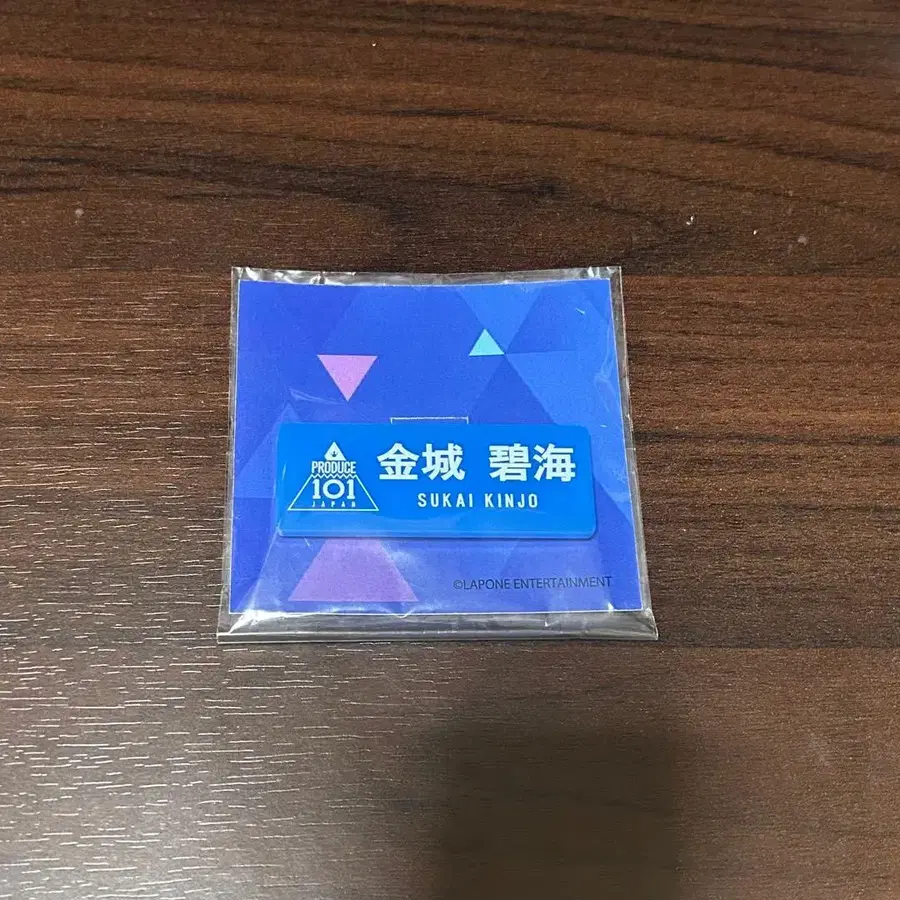 PRODUCE
101
JAPAN
金城 碧海
SUKAI KINJO
©LAPONE ENTERTAINMENT